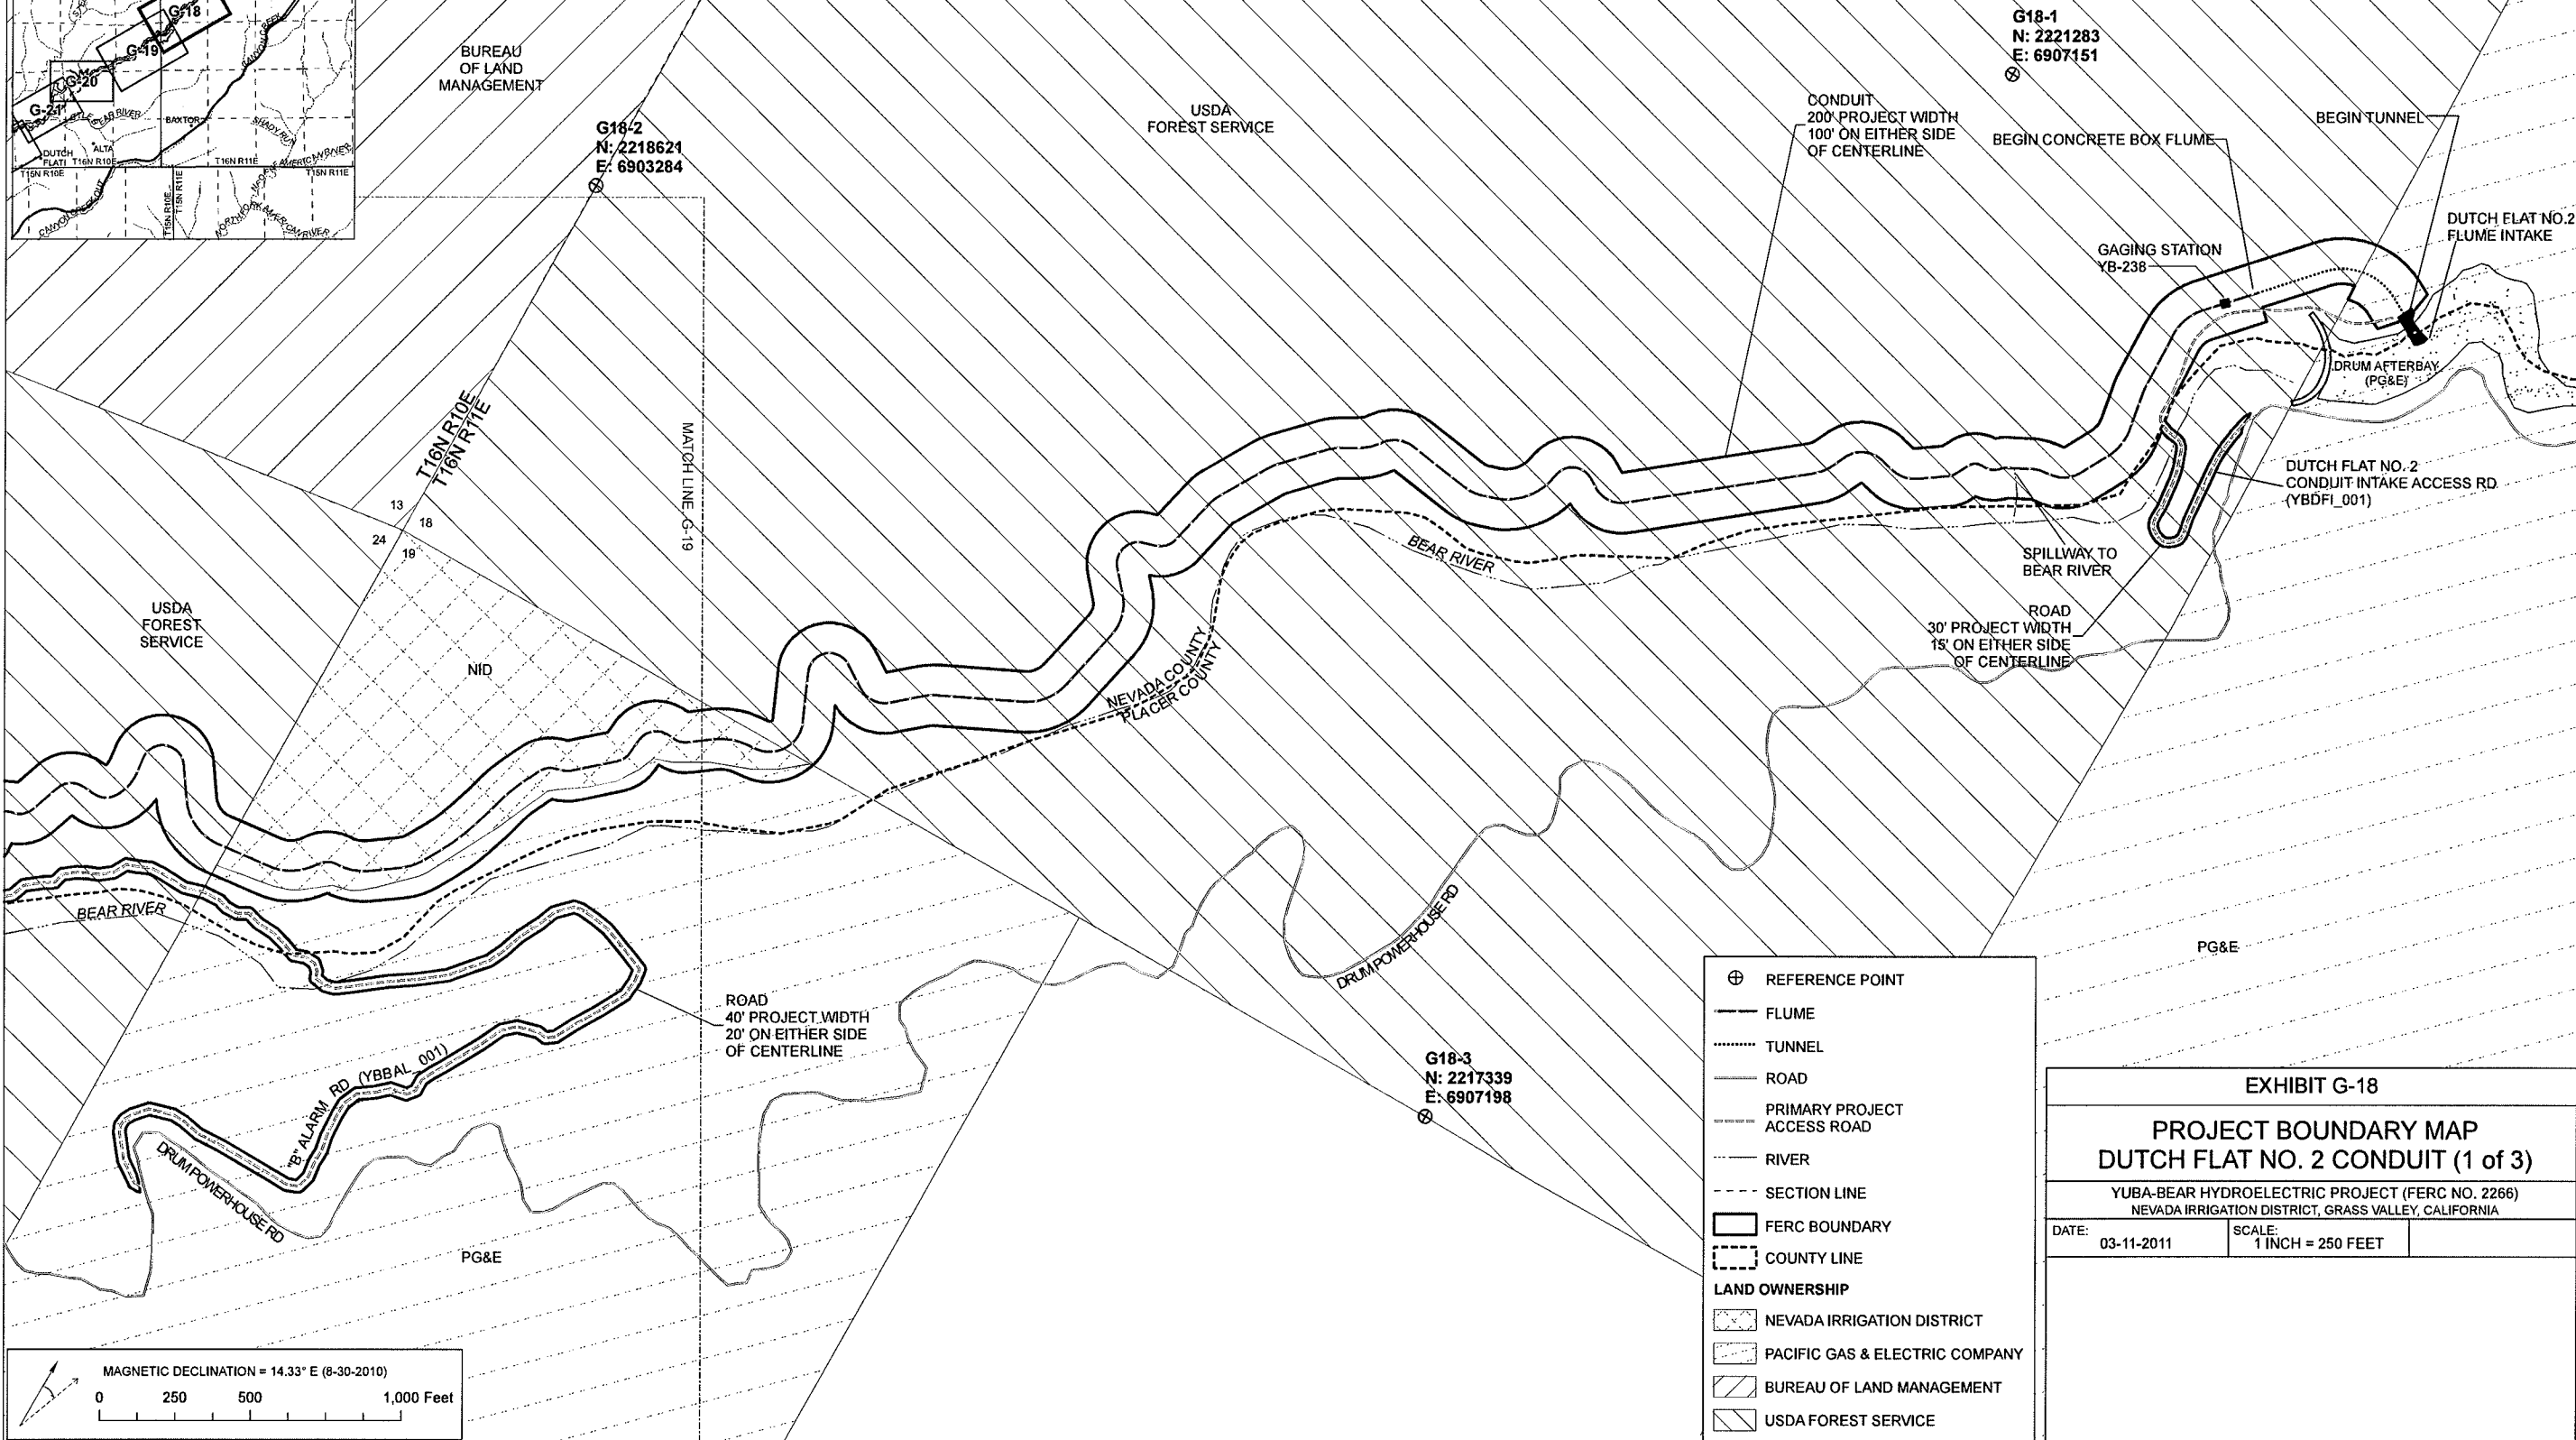 G-18
G-19
G-20
G-21
BEAR RIVER
BAXTOR
SHADY RUN
DUTCH
FLAT
ALTA
T16N R10E
T16N R11E
T15N R10E
T15N R11E
T15N R10E
T15N R11E
BUREAU
OF LAND
MANAGEMENT
G18-2
N: 2218621
E: 6903284
USDA
FOREST SERVICE
G18-1
N: 2221283
E: 6907151
CONDUIT
200' PROJECT WIDTH
100' ON EITHER SIDE
OF CENTERLINE
BEGIN CONCRETE BOX FLUME
BEGIN TUNNEL
DUTCH FLAT NO.2
FLUME INTAKE
GAGING STATION
YB-238
DRUM AFTERBAY
(PG&E)
DUTCH FLAT NO. 2
CONDUIT INTAKE ACCESS RD
(YBDFI_001)
SPILLWAY TO
BEAR RIVER
ROAD
30' PROJECT WIDTH
15' ON EITHER SIDE
OF CENTERLINE
T16N R10E
T16N R11E
MATCH LINE, G-19
13
18
24
19
USDA
FOREST
SERVICE
NID
BEAR RIVER
NEVADA COUNTY
PLACER COUNTY
BEAR RIVER
ROAD
40' PROJECT WIDTH
20' ON EITHER SIDE
OF CENTERLINE
"B" ALARM RD (YBBAL_001)
DRUM POWERHOUSE RD
DRUM POWERHOUSE RD
PG&E
PG&E
G18-3
N: 2217339
E: 6907198
REFERENCE POINT
FLUME
TUNNEL
ROAD
PRIMARY PROJECT
ACCESS ROAD
RIVER
SECTION LINE
FERC BOUNDARY
COUNTY LINE
LAND OWNERSHIP
NEVADA IRRIGATION DISTRICT
PACIFIC GAS & ELECTRIC COMPANY
BUREAU OF LAND MANAGEMENT
USDA FOREST SERVICE
EXHIBIT G-18
PROJECT BOUNDARY MAP
DUTCH FLAT NO. 2 CONDUIT (1 of 3)
YUBA-BEAR HYDROELECTRIC PROJECT (FERC NO. 2266)
NEVADA IRRIGATION DISTRICT, GRASS VALLEY, CALIFORNIA
DATE:
03-11-2011
SCALE:
1 INCH = 250 FEET
MAGNETIC DECLINATION = 14.33° E (8-30-2010)
0 250 500 1,000 Feet